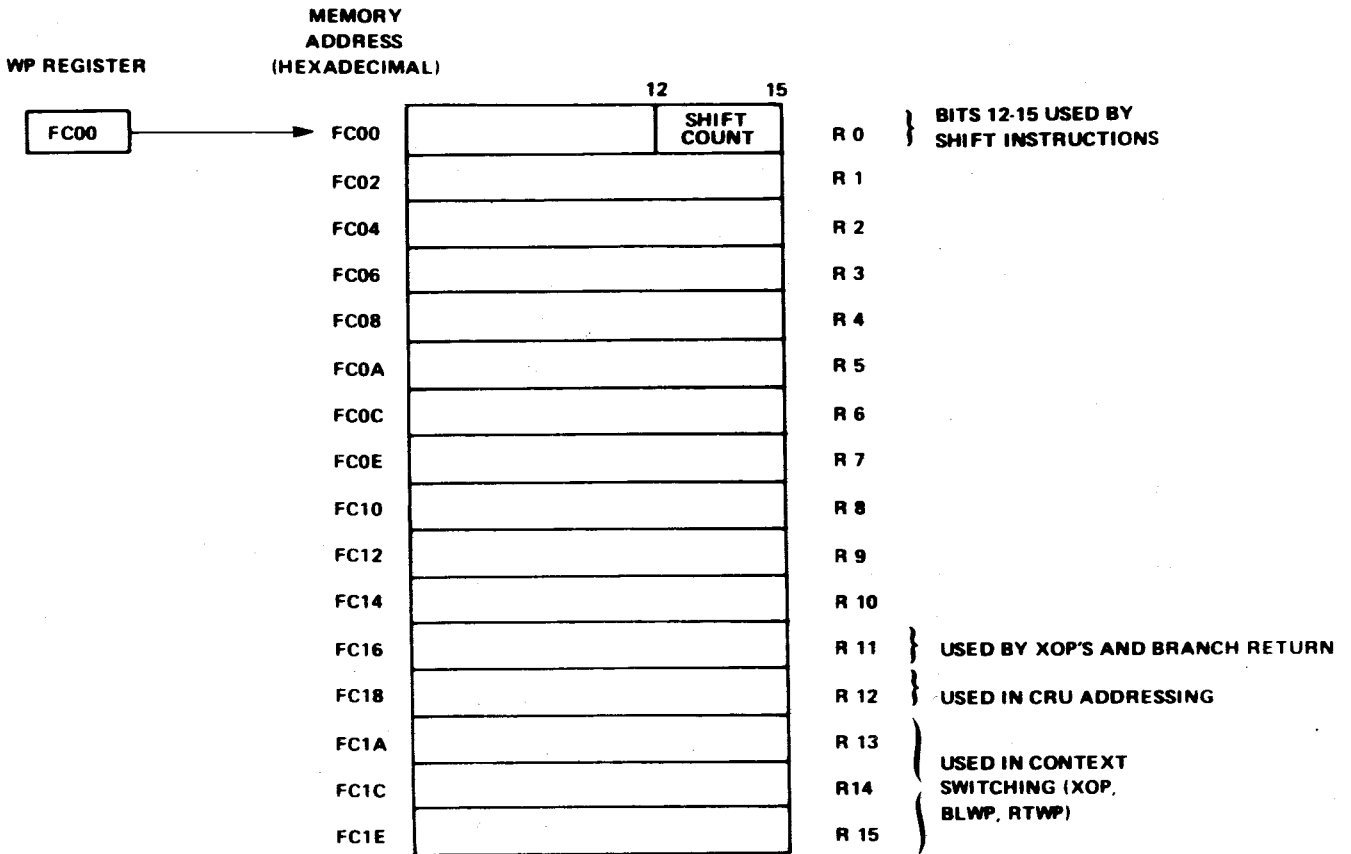 MEMORY
ADDRESS
(HEXADECIMAL)
WP REGISTER
12 15
FC00
FC00
SHIFT
COUNT
R 0
BITS 12-15 USED BY
SHIFT INSTRUCTIONS
FC02 R 1
FC04 R 2
FC06 R 3
FC08 R 4
FC0A R 5
FC0C R 6
FC0E R 7
FC10 R 8
FC12 R 9
FC14 R 10
FC16 R 11 USED BY XOP'S AND BRANCH RETURN
FC18 R 12 USED IN CRU ADDRESSING
FC1A R 13
FC1C R14
FC1E R 15
USED IN CONTEXT
SWITCHING (XOP,
BLWP, RTWP)